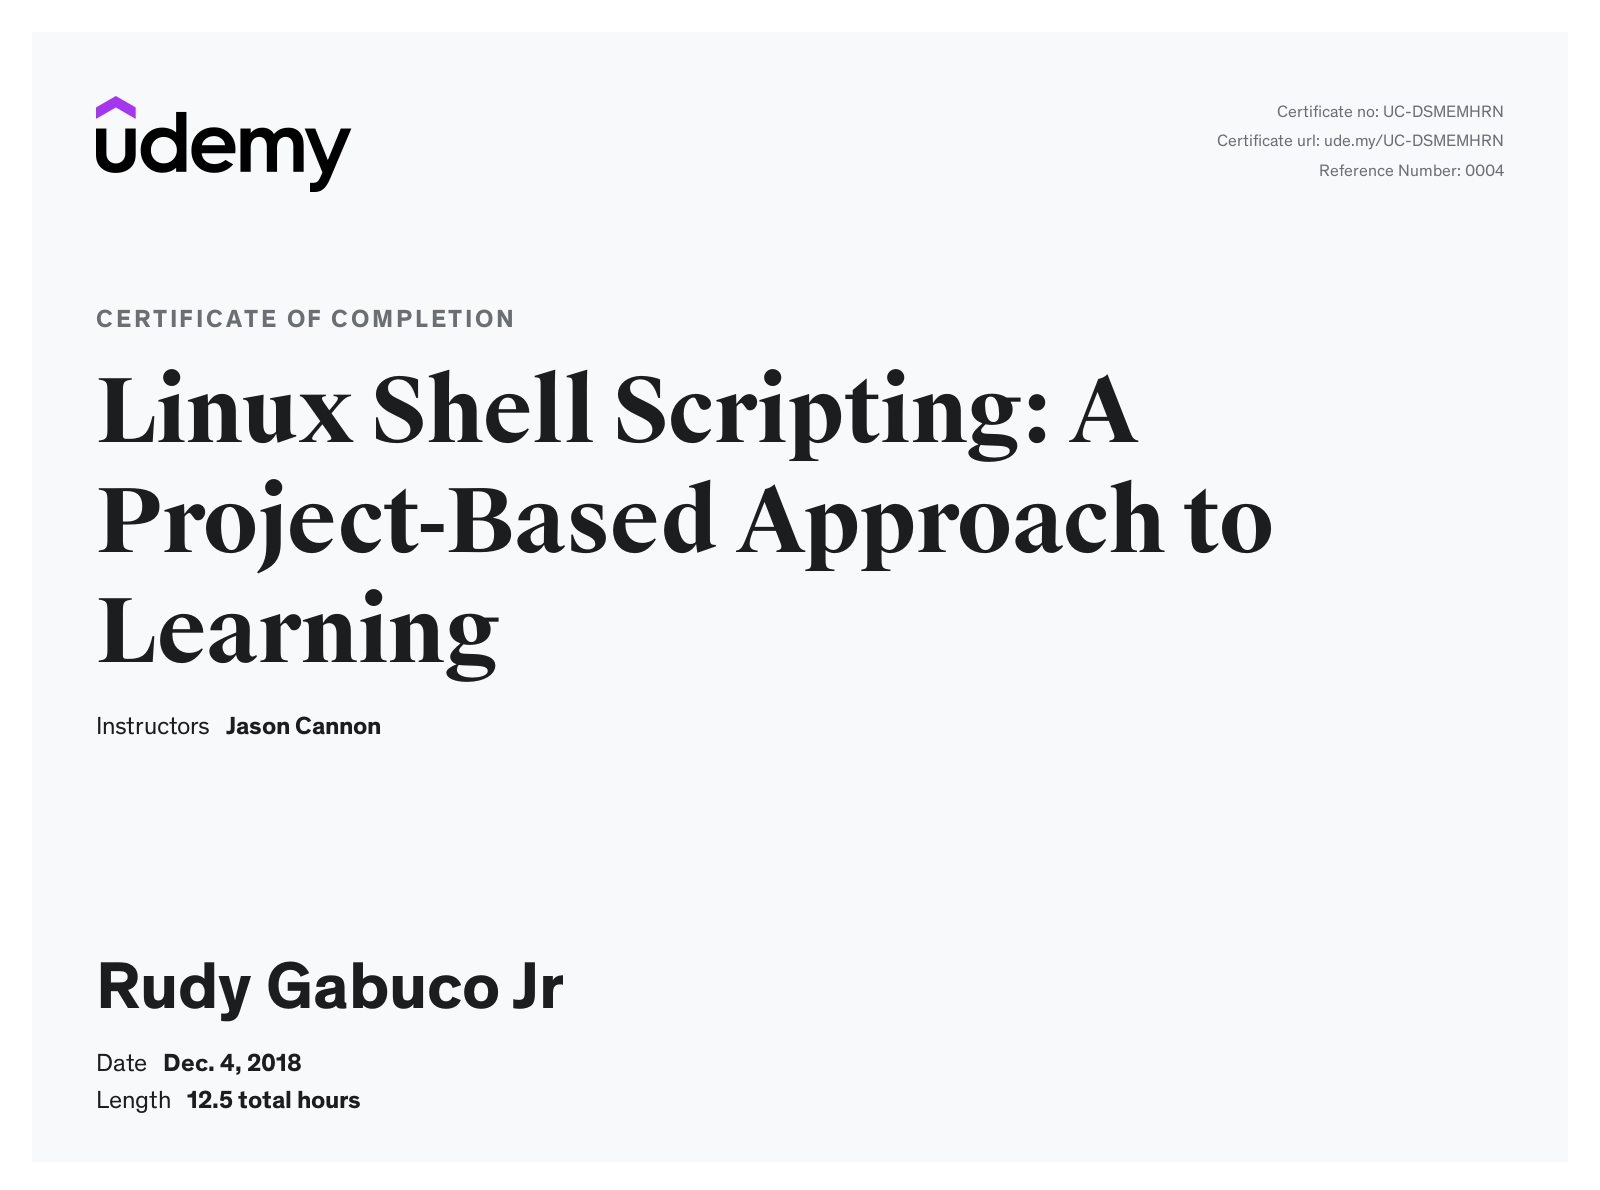 udemy
Certificate no: UC-DSMEMHRN
Certificate url: ude.my/UC-DSMEMHRN
Reference Number: 0004
CERTIFICATE OF COMPLETION
Linux Shell Scripting: A
Project-Based Approach to
Learning
Instructors Jason Cannon
Rudy Gabuco Jr
Date Dec. 4, 2018
Length 12.5 total hours